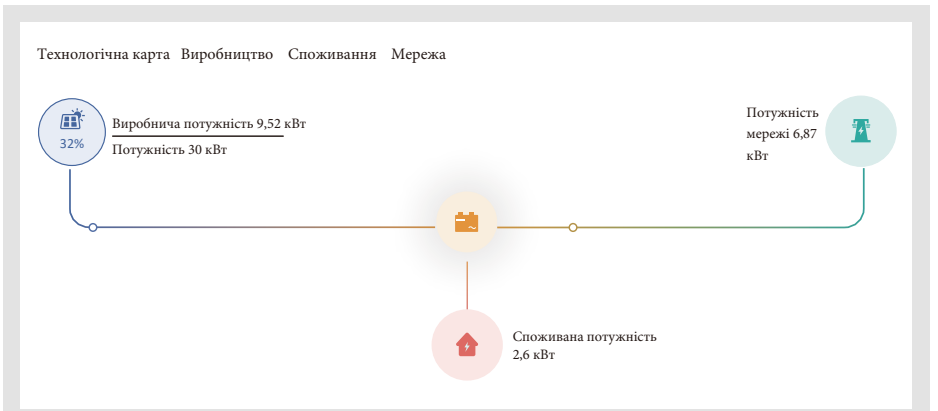 Технологічна карта Виробництво Споживання Мережа
32%
Виробнича потужність 9,52 кВт
Потужність 30 кВт
Потужність
мережі 6,87
кВт
Споживана потужність
2,6 кВт